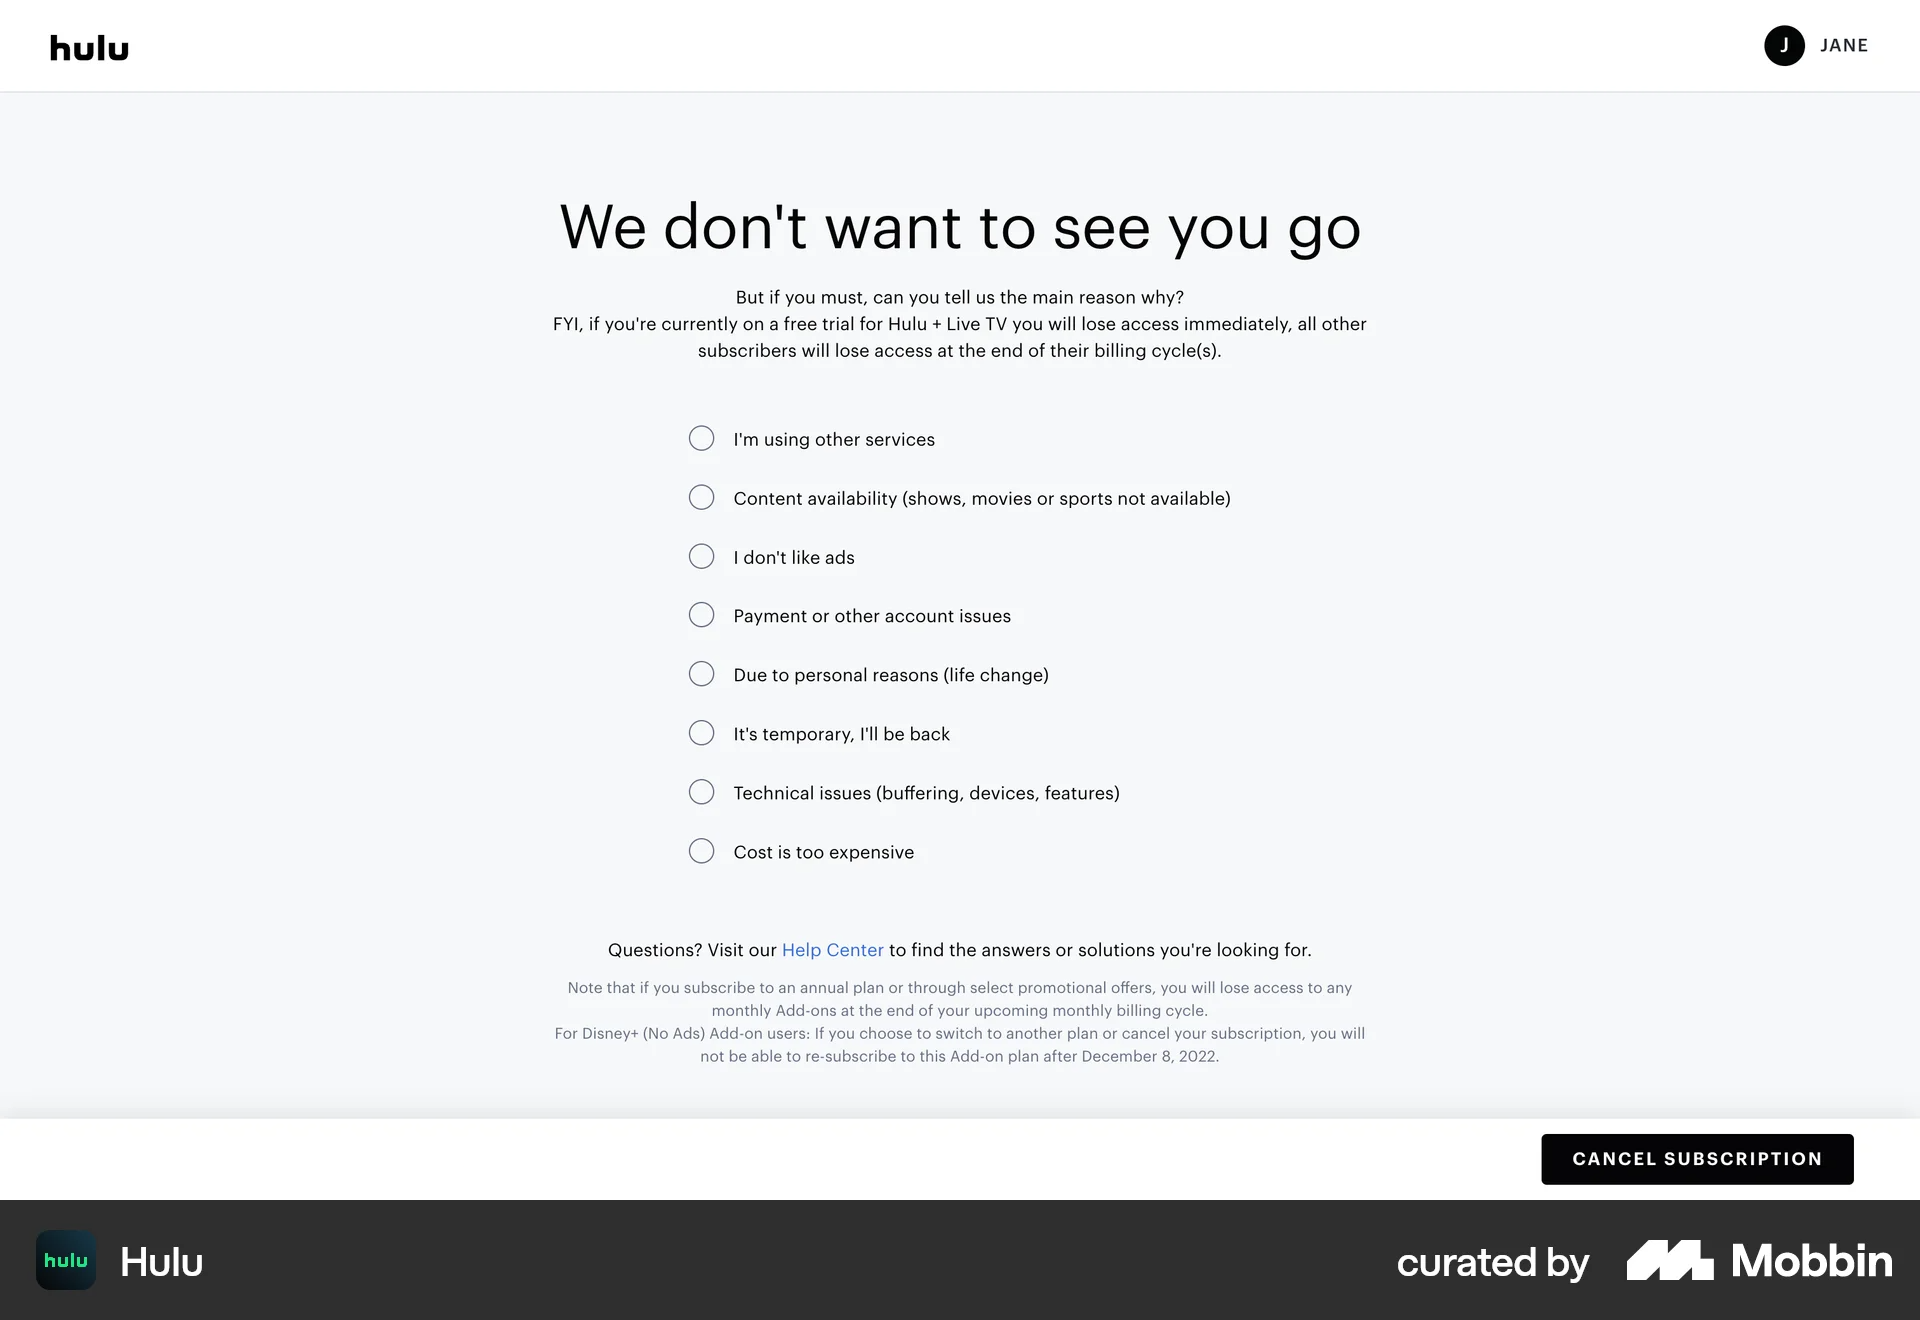 hulu
J JANE
We don't want to see you go
But if you must, can you tell us the main reason why?
FYI, if you're currently on a free trial for Hulu + Live TV you will lose access immediately, all other
subscribers will lose access at the end of their billing cycle(s).
I'm using other services
Content availability (shows, movies or sports not available)
I don't like ads
Payment or other account issues
Due to personal reasons (life change)
It's temporary, I'll be back
Technical issues (buffering, devices, features)
Cost is too expensive
Questions? Visit our Help Center to find the answers or solutions you're looking for.
Note that if you subscribe to an annual plan or through select promotional offers, you will lose access to any
monthly Add-ons at the end of your upcoming monthly billing cycle.
For Disney+ (No Ads) Add-on users: If you choose to switch to another plan or cancel your subscription, you will
not be able to re-subscribe to this Add-on plan after December 8, 2022.
CANCEL SUBSCRIPTION
hulu Hulu
curated by Mobbin